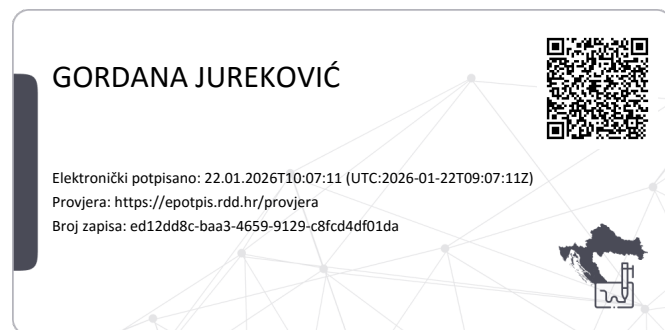 GORDANA JUREKOVIĆ
Elektronički potpisano: 22.01.2026T10:07:11 (UTC:2026-01-22T09:07:11Z)
Provjera: https://epotpis.rdd.hr/provjera
Broj zapisa: ed12dd8c-baa3-4659-9129-c8fcd4df01da